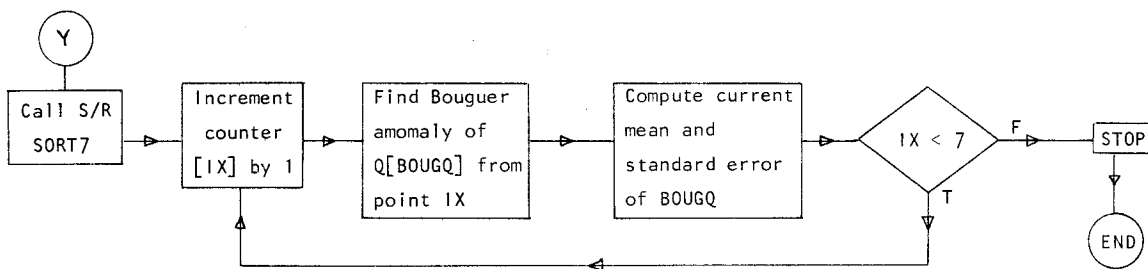 Y
Call S/R
SORT7
Increment
counter
[IX] by 1
Find Bouguer
amomaly of
Q[BOUGQ] from
point IX
Compute current
mean and
standard error
of BOUGQ
IX < 7
F
T
STOP
END